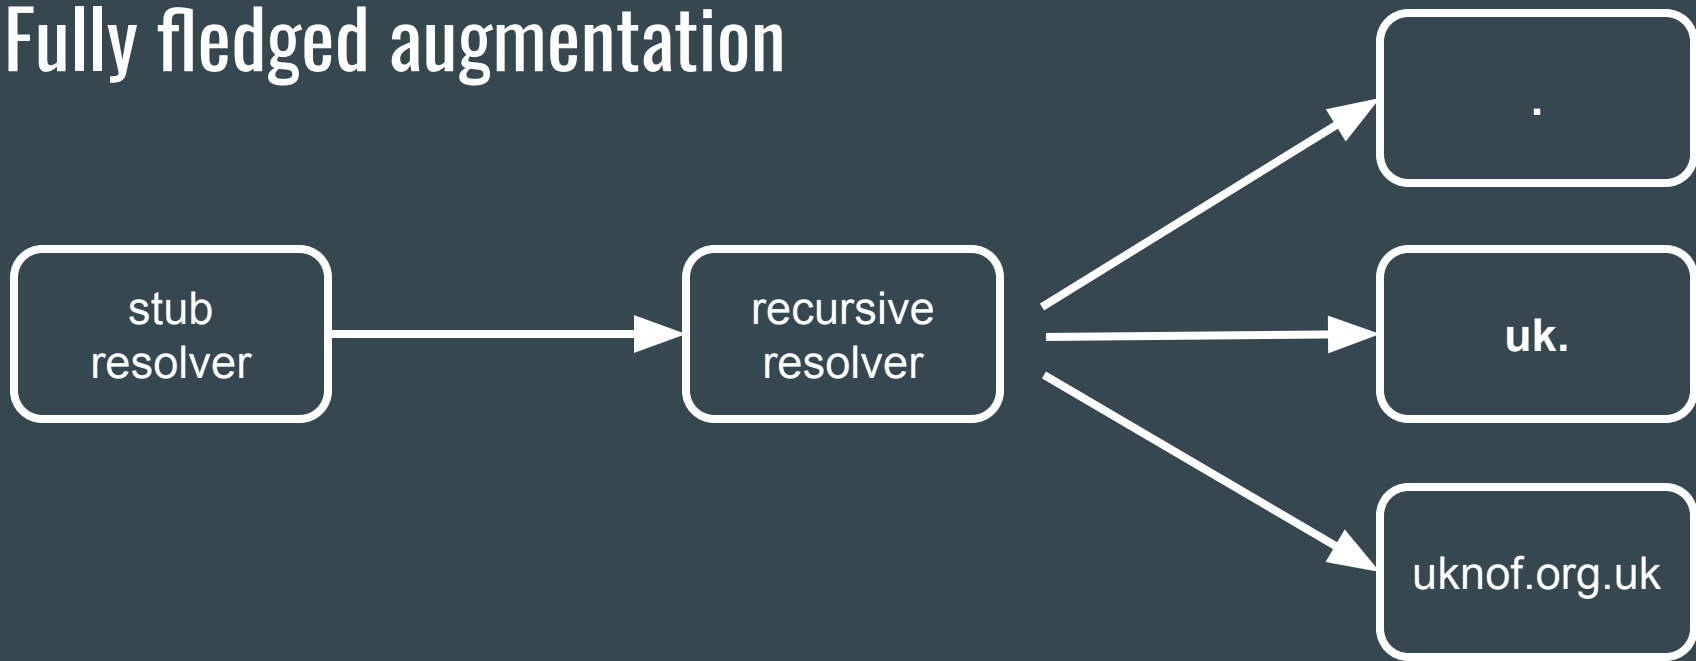 Fully fledged augmentation
.
stub
resolver
recursive
resolver
uk.
uknof.org.uk